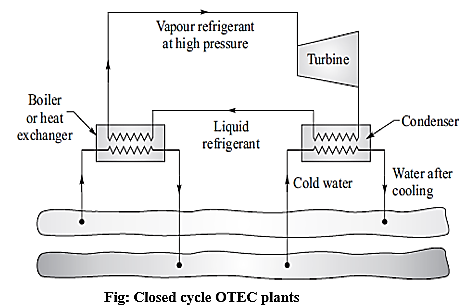 Vapour refrigerant
at high pressure
Turbine
Boiler
or heat
exchanger
Liquid
refrigerant
Condenser
Cold water
Water after
cooling
Fig: Closed cycle OTEC plants